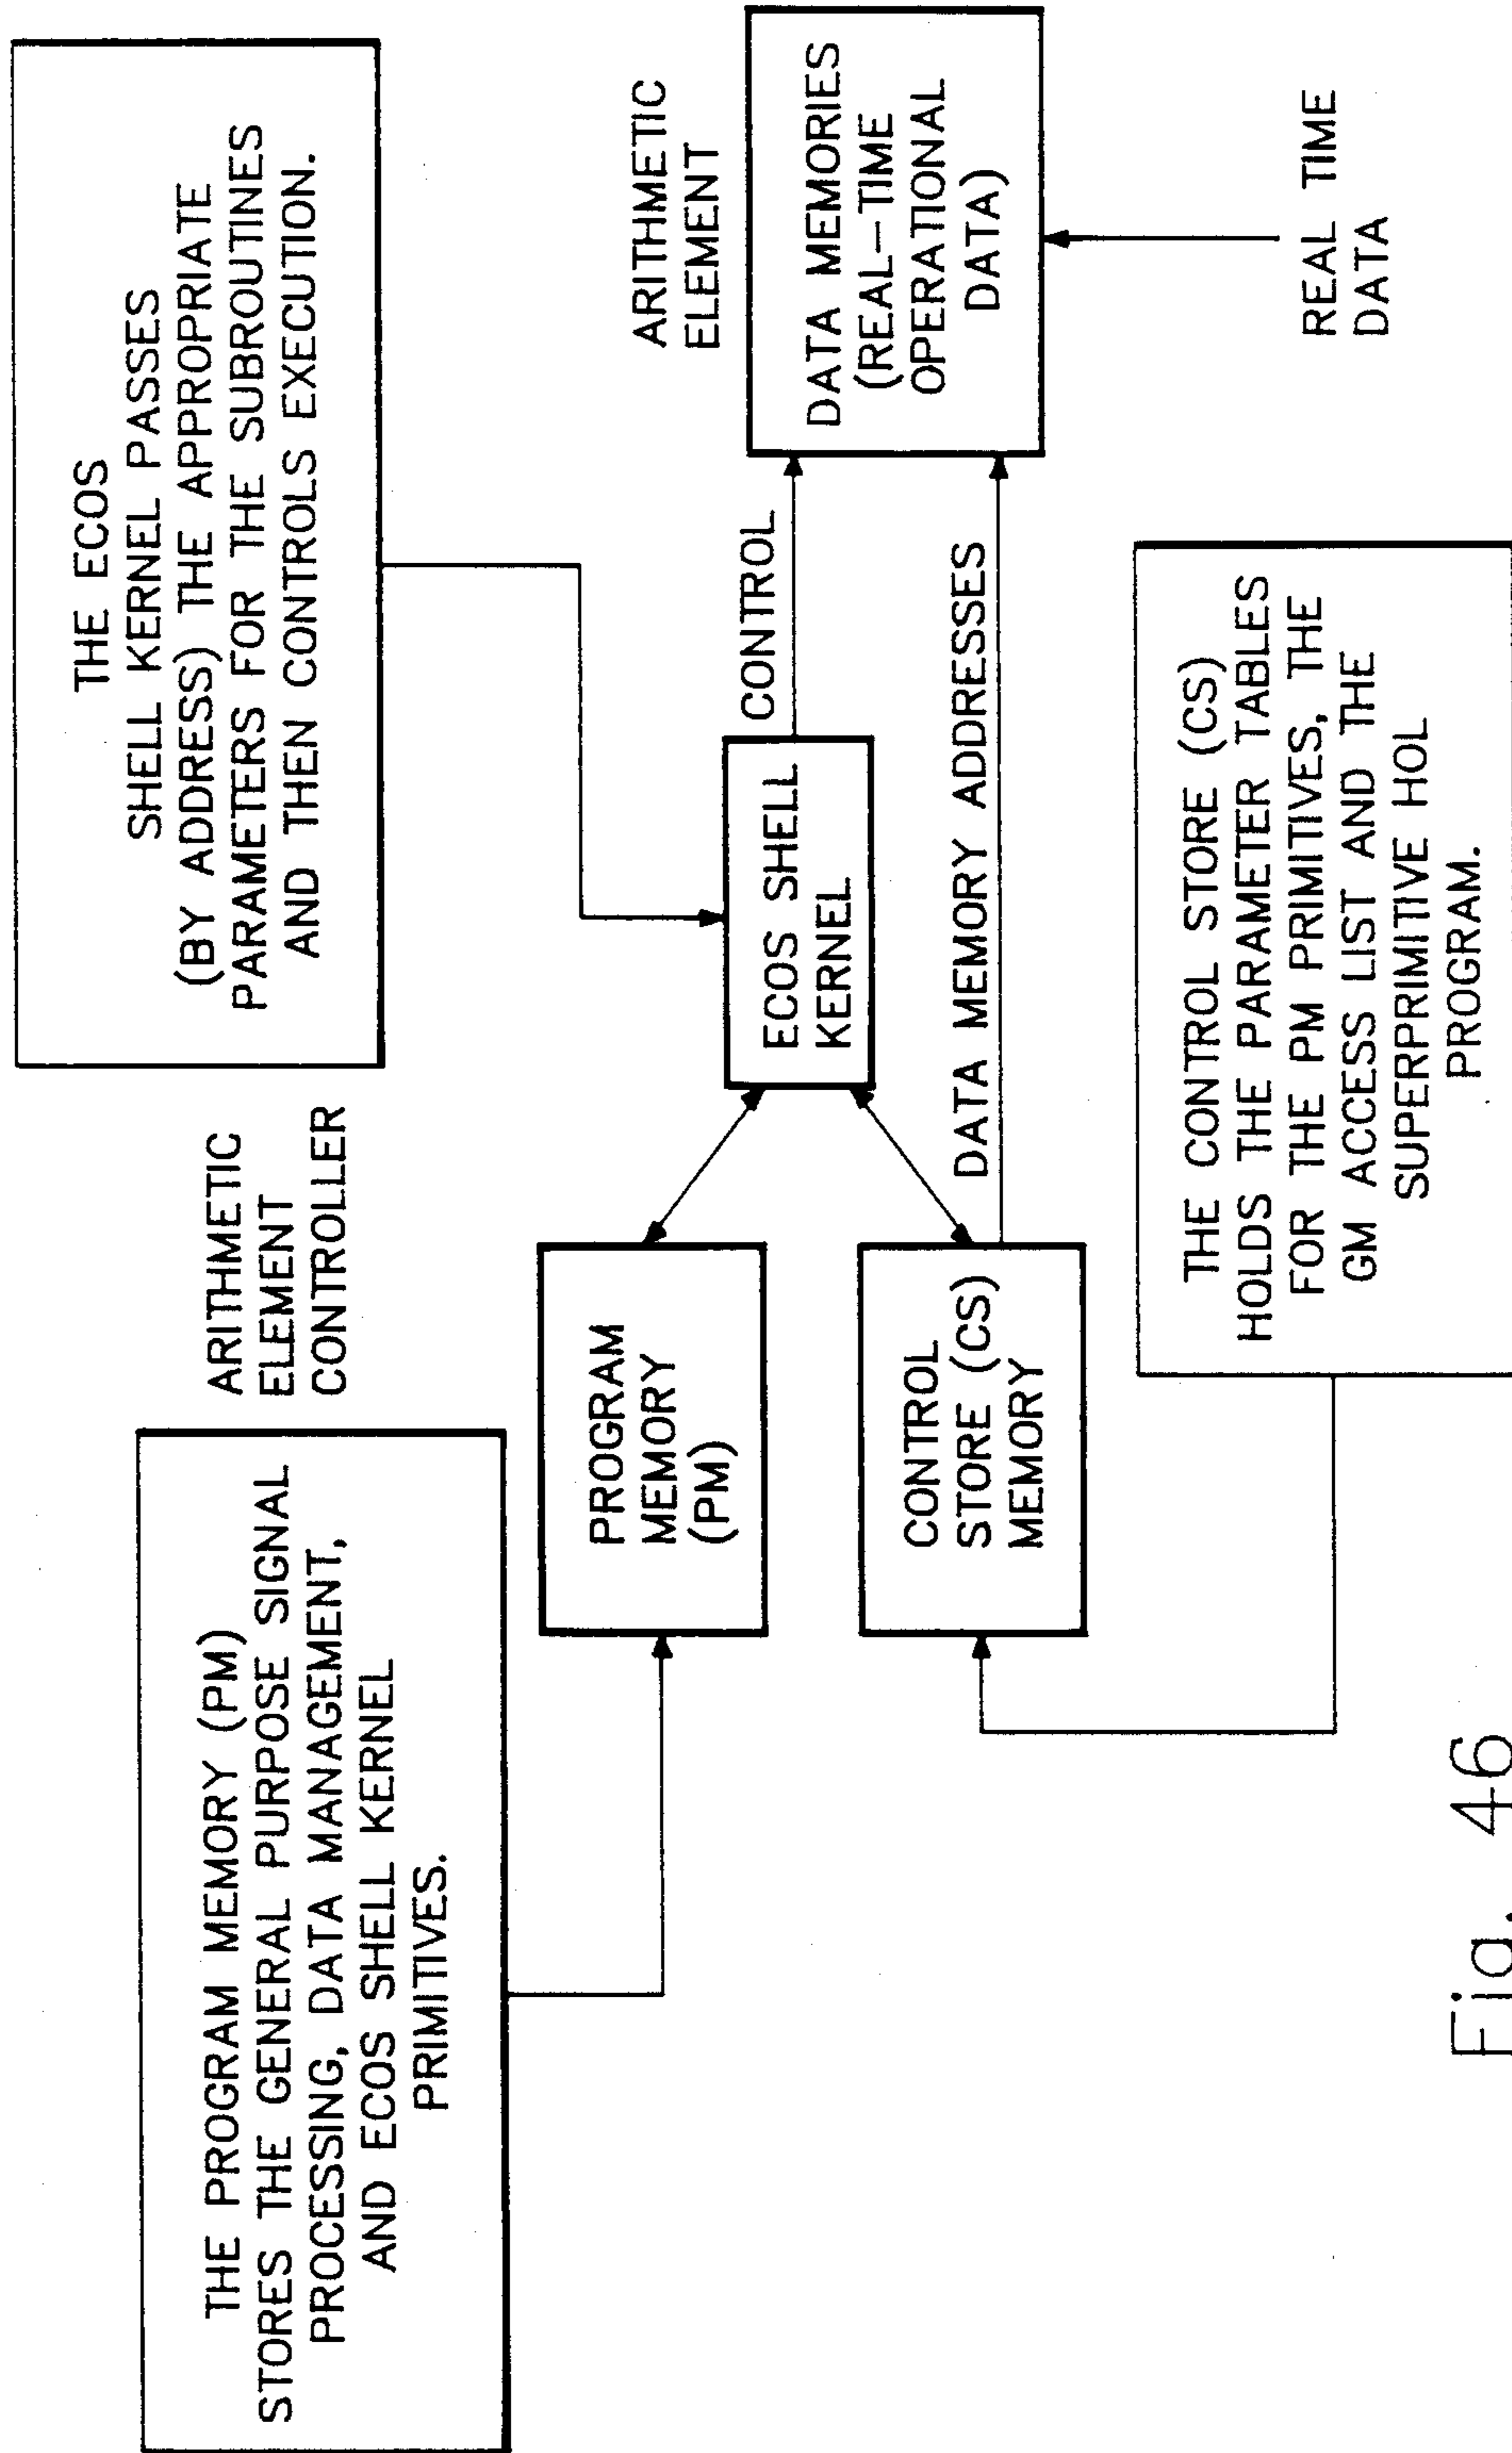 THE PROGRAM MEMORY (PM)
STORES THE GENERAL PURPOSE SIGNAL
PROCESSING, DATA MANAGEMENT,
AND ECOS SHELL KERNEL
PRIMITIVES.
ARITHMETIC
ELEMENT
CONTROLLER
THE ECOS
SHELL KERNEL PASSES
(BY ADDRESS) THE APPROPRIATE
PARAMETERS FOR THE SUBROUTINES
AND THEN CONTROLS EXECUTION.
PROGRAM
MEMORY
(PM)
ECOS SHELL
KERNEL
CONTROL
ARITHMETIC
ELEMENT
DATA MEMORIES
(REAL-TIME
OPERATIONAL
DATA)
CONTROL
STORE (CS)
MEMORY
DATA MEMORY ADDRESSES
THE CONTROL STORE (CS)
HOLDS THE PARAMETER TABLES
FOR THE PM PRIMITIVES, THE
GM ACCESS LIST AND THE
SUPERPRIMITIVE HOL
PROGRAM.
REAL TIME
DATA
Fig. 46